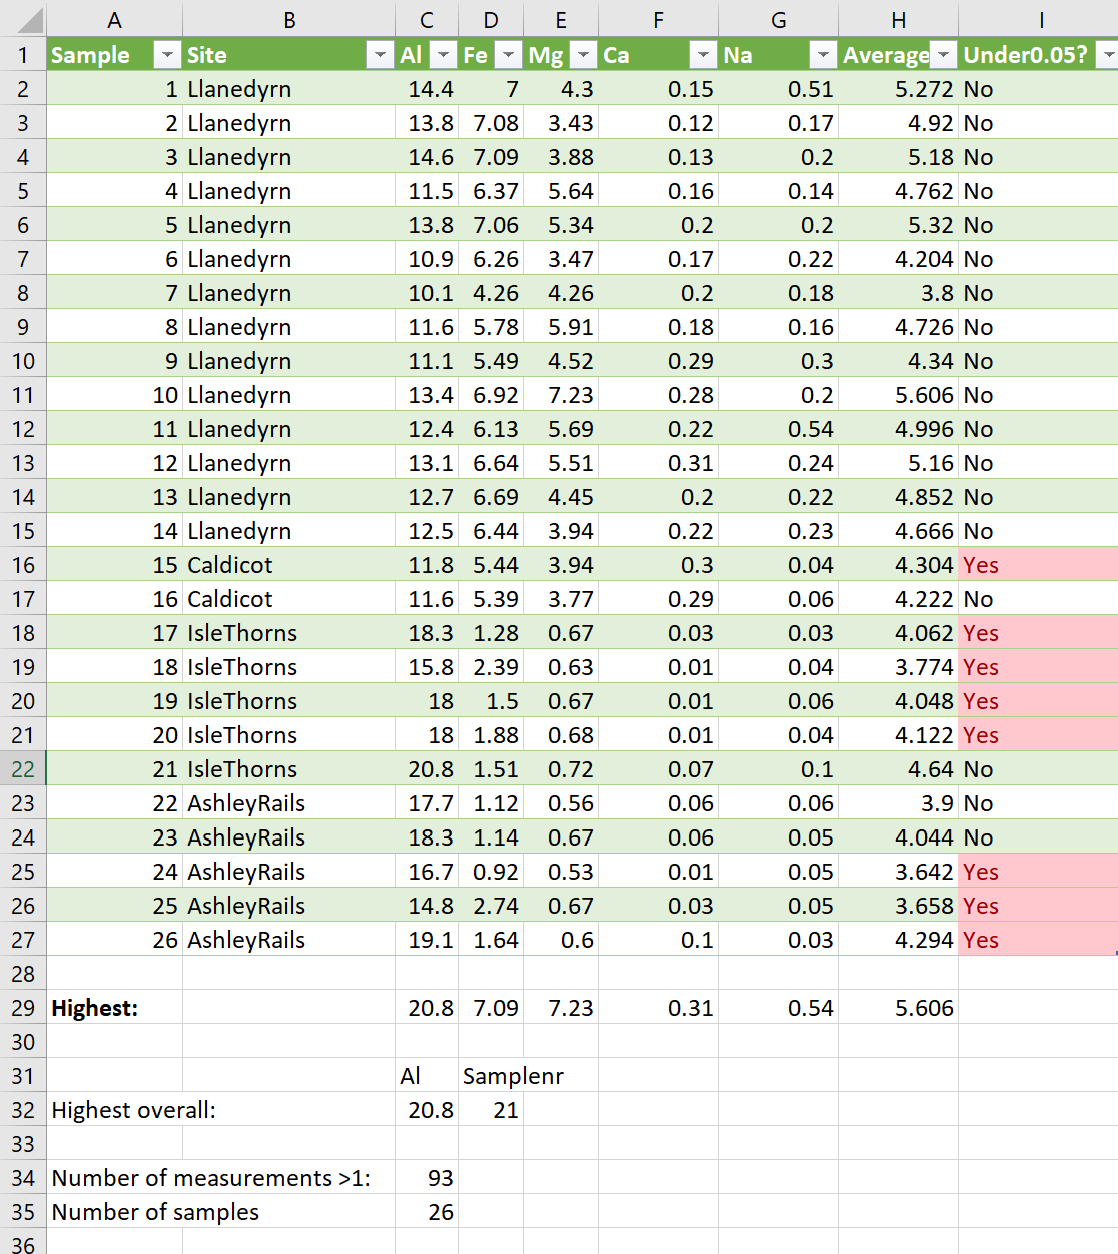 A B C D E F G H I
1 Sample Site Al Fe Mg Ca Na Average Under0.05?
2 1 Llanedyrn 14.4 7 4.3 0.15 0.51 5.272 No
3 2 Llanedyrn 13.8 7.08 3.43 0.12 0.17 4.92 No
4 3 Llanedyrn 14.6 7.09 3.88 0.13 0.2 5.18 No
5 4 Llanedyrn 11.5 6.37 5.64 0.16 0.14 4.762 No
6 5 Llanedyrn 13.8 7.06 5.34 0.2 0.2 5.32 No
7 6 Llanedyrn 10.9 6.26 3.47 0.17 0.22 4.204 No
8 7 Llanedyrn 10.1 4.26 4.26 0.2 0.18 3.8 No
9 8 Llanedyrn 11.6 5.78 5.91 0.18 0.16 4.726 No
10 9 Llanedyrn 11.1 5.49 4.52 0.29 0.3 4.34 No
11 10 Llanedyrn 13.4 6.92 7.23 0.28 0.2 5.606 No
12 11 Llanedyrn 12.4 6.13 5.69 0.22 0.54 4.996 No
13 12 Llanedyrn 13.1 6.64 5.51 0.31 0.24 5.16 No
14 13 Llanedyrn 12.7 6.69 4.45 0.2 0.22 4.852 No
15 14 Llanedyrn 12.5 6.44 3.94 0.22 0.23 4.666 No
16 15 Caldicot 11.8 5.44 3.94 0.3 0.04 4.304 Yes
17 16 Caldicot 11.6 5.39 3.77 0.29 0.06 4.222 No
18 17 IsleThorns 18.3 1.28 0.67 0.03 0.03 4.062 Yes
19 18 IsleThorns 15.8 2.39 0.63 0.01 0.04 3.774 Yes
20 19 IsleThorns 18 1.5 0.67 0.01 0.06 4.048 Yes
21 20 IsleThorns 18 1.88 0.68 0.01 0.04 4.122 Yes
22 21 IsleThorns 20.8 1.51 0.72 0.07 0.1 4.64 No
23 22 AshleyRails 17.7 1.12 0.56 0.06 0.06 3.9 No
24 23 AshleyRails 18.3 1.14 0.67 0.06 0.05 4.044 No
25 24 AshleyRails 16.7 0.92 0.53 0.01 0.05 3.642 Yes
26 25 AshleyRails 14.8 2.74 0.67 0.03 0.05 3.658 Yes
27 26 AshleyRails 19.1 1.64 0.6 0.1 0.03 4.294 Yes
28
29 Highest: 20.8 7.09 7.23 0.31 0.54 5.606
30
31 Al Samplenr
32 Highest overall: 20.8 21
33
34 Number of measurements >1: 93
35 Number of samples 26
36